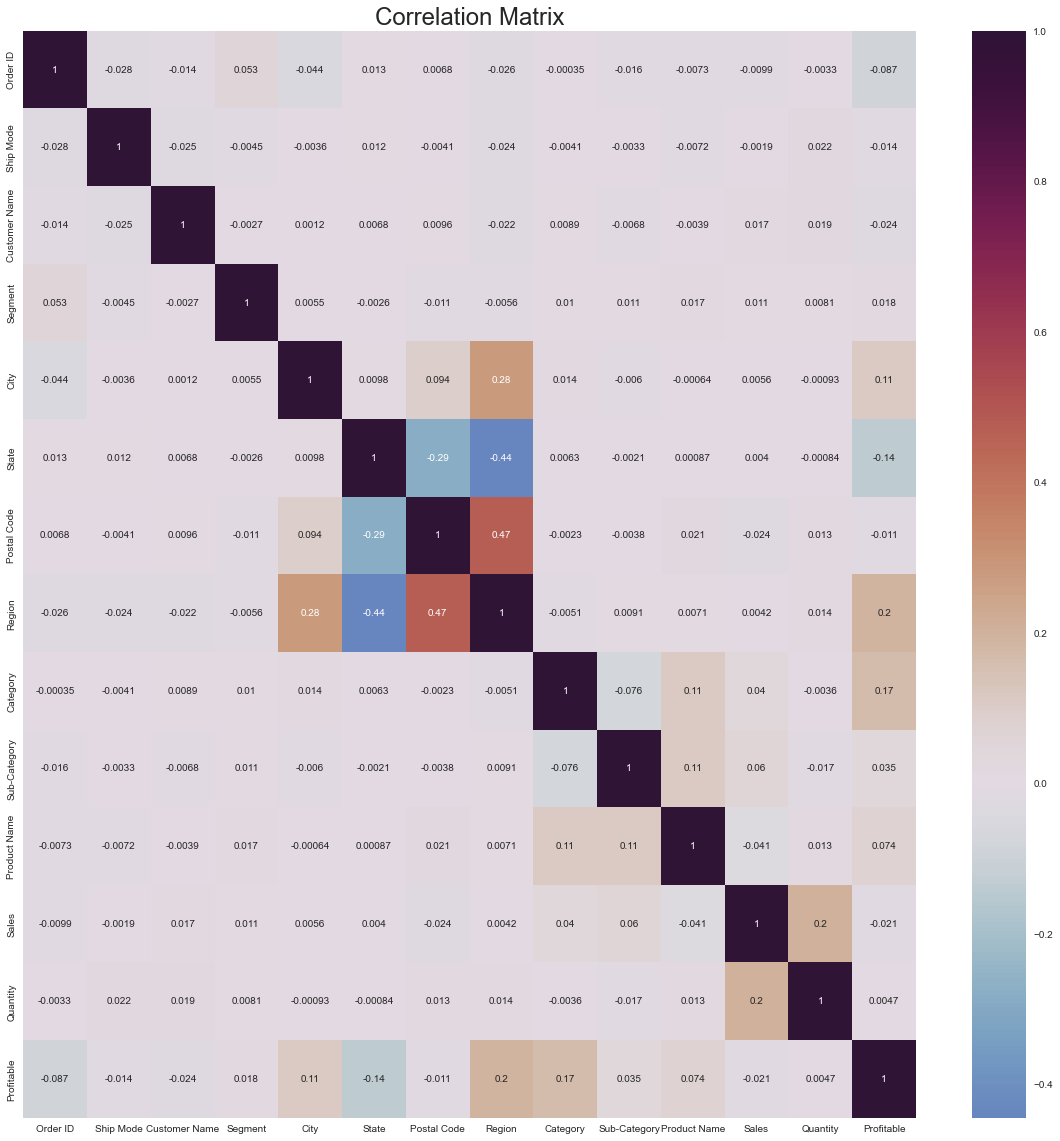 Correlation Matrix
Order ID 1 -0.028 -0.014 0.053 -0.044 0.013 0.0068 -0.026 -0.00035 -0.016 -0.0073 -0.0099 -0.0033 -0.087
Ship Mode -0.028 1 -0.025 -0.0045 -0.0036 0.012 -0.0041 -0.024 -0.0041 -0.0033 -0.0072 -0.0019 0.022 -0.014
Customer Name -0.014 -0.025 1 -0.0027 0.0012 0.0068 0.0096 -0.022 0.0089 -0.0068 -0.0039 0.017 0.019 -0.024
Segment 0.053 -0.0045 -0.0027 1 0.0055 -0.0026 -0.011 -0.0056 0.01 0.011 0.017 0.011 0.0081 0.018
City -0.044 -0.0036 0.0012 0.0055 1 0.0098 0.094 0.28 0.014 -0.006 -0.00064 0.0056 -0.00093 0.11
State 0.013 0.012 0.0068 -0.0026 0.0098 1 -0.29 -0.44 0.0063 -0.0021 0.00087 0.004 -0.00084 -0.14
Postal Code 0.0068 -0.0041 0.0096 -0.011 0.094 -0.29 1 0.47 -0.0023 -0.0038 0.021 -0.024 0.013 -0.011
Region -0.026 -0.024 -0.022 -0.0056 0.28 -0.44 0.47 1 -0.0051 0.0091 0.0071 0.0042 0.014 0.2
Category -0.00035 -0.0041 0.0089 0.01 0.014 0.0063 -0.0023 -0.0051 1 -0.076 0.11 0.04 -0.0036 0.17
Sub-Category -0.016 -0.0033 -0.0068 0.011 -0.006 -0.0021 -0.0038 0.0091 -0.076 1 0.11 0.06 -0.017 0.035
Product Name -0.0073 -0.0072 -0.0039 0.017 -0.00064 0.00087 0.021 0.0071 0.11 0.11 1 -0.041 0.013 0.074
Sales -0.0099 -0.0019 0.017 0.011 0.0056 0.004 -0.024 0.0042 0.04 0.06 -0.041 1 0.2 -0.021
Quantity -0.0033 0.022 0.019 0.0081 -0.00093 -0.00084 0.013 0.014 -0.0036 -0.017 0.013 0.2 1 0.0047
Profitable -0.087 -0.014 -0.024 0.018 0.11 -0.14 -0.011 0.2 0.17 0.035 0.074 -0.021 0.0047 1
Order ID Ship Mode Customer Name Segment City State Postal Code Region Category Sub-Category Product Name Sales Quantity Profitable
1.0
0.8
0.6
0.4
0.2
0.0
−0.2
−0.4